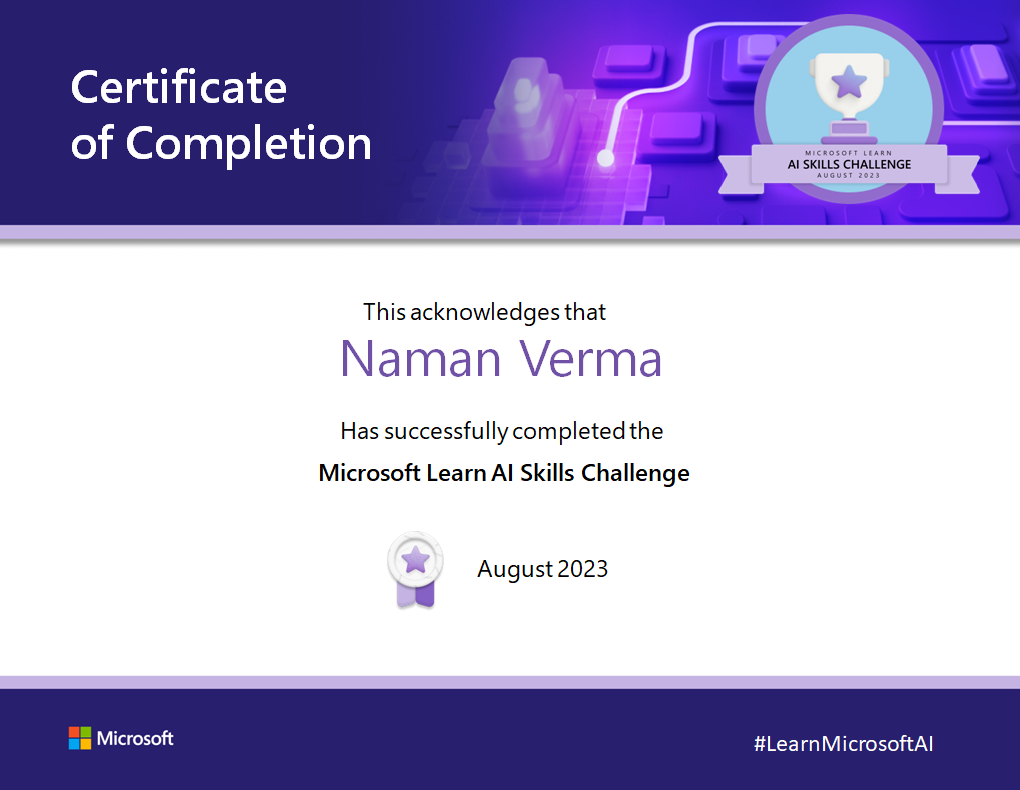 Certificate
of Completion
MICROSOFT LEARN
AI SKILLS CHALLENGE
AUGUST 2023
This acknowledges that
Naman Verma
Has successfully completed the
Microsoft Learn AI Skills Challenge
August 2023
Microsoft
#LearnMicrosoftAI